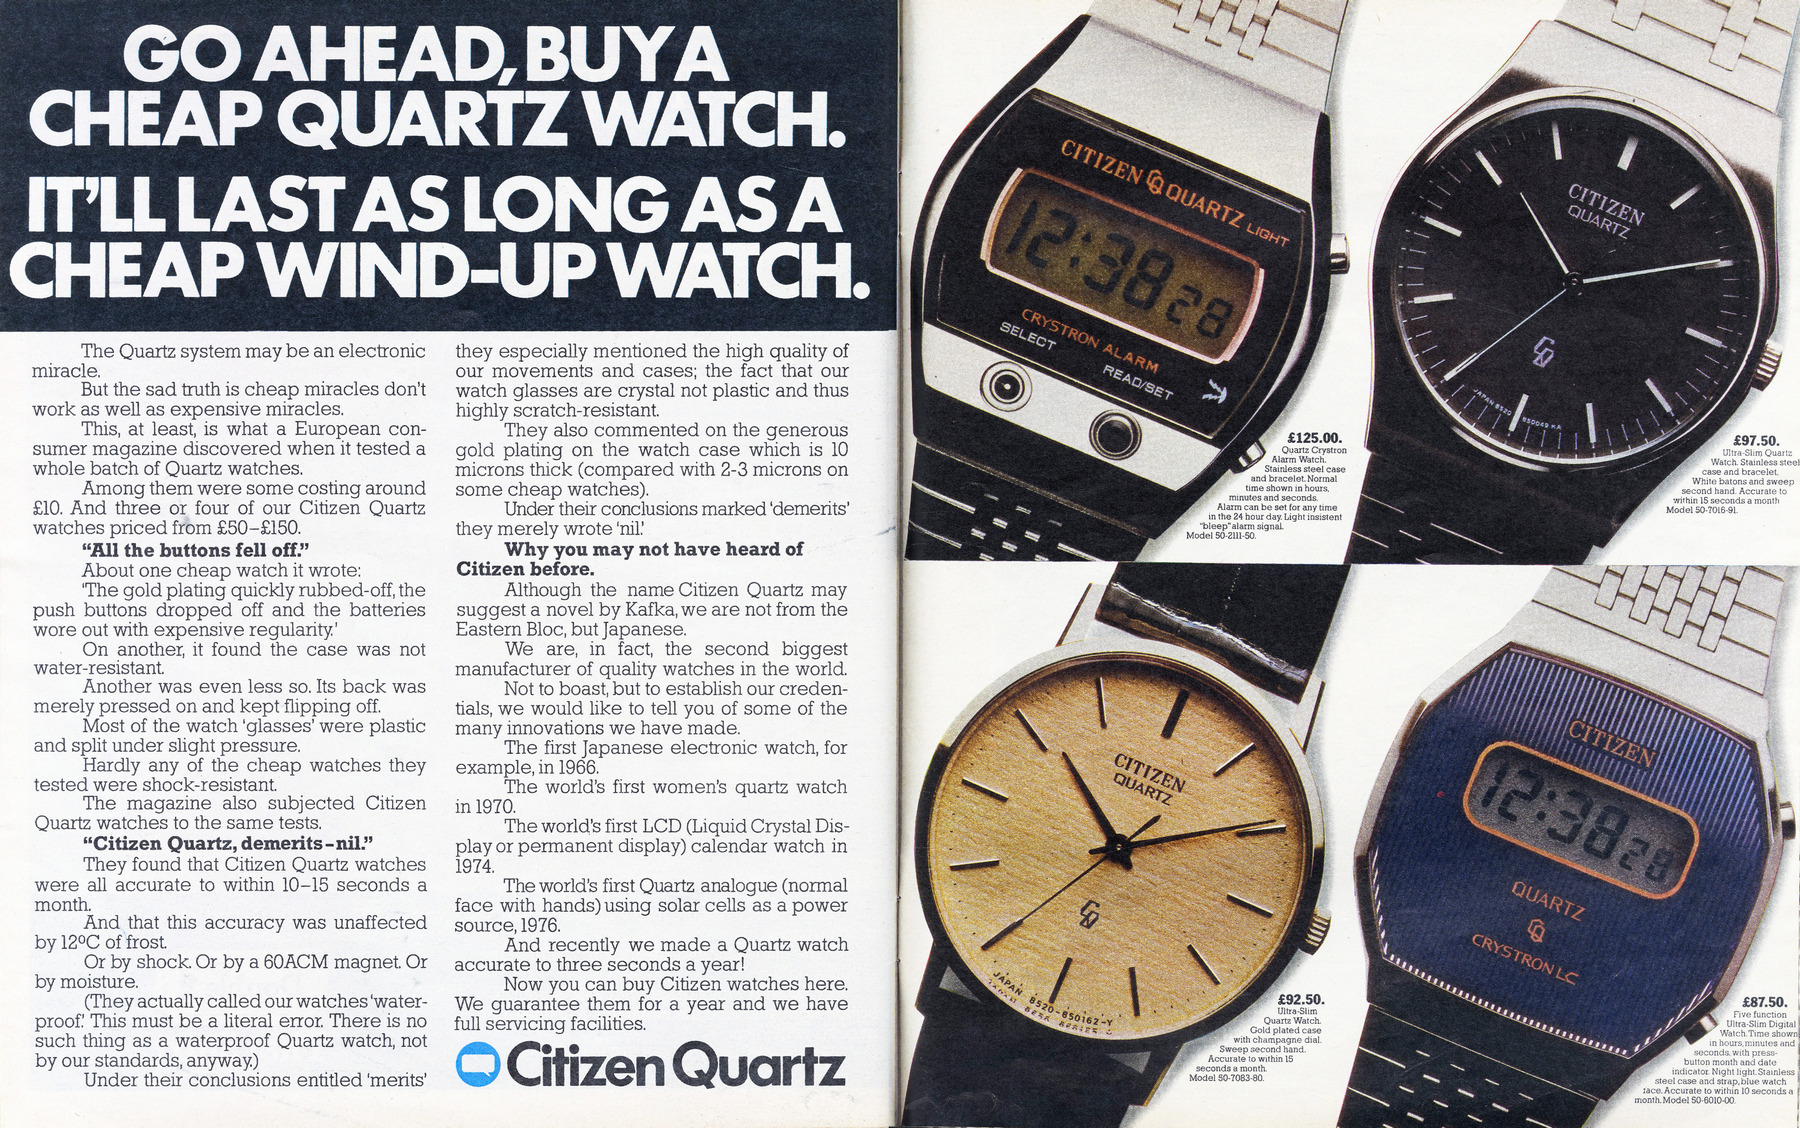 GO AHEAD, BUY A
CHEAP QUARTZ WATCH.
IT'LL LAST AS LONG AS A
CHEAP WIND-UP WATCH.
The Quartz system may be an electronic
miracle.
But the sad truth is cheap miracles don't
work as well as expensive miracles.
This, at least, is what a European con-
sumer magazine discovered when it tested a
whole batch of Quartz watches.
Among them were some costing around
£10. And three or four of our Citizen Quartz
watches priced from £50–£150.
"All the buttons fell off."
About one cheap watch it wrote:
'The gold plating quickly rubbed-off, the
push buttons dropped off and the batteries
wore out with expensive regularity.'
On another, it found the case was not
water-resistant.
Another was even less so. Its back was
merely pressed on and kept flipping off.
Most of the watch 'glasses' were plastic
and split under slight pressure.
Hardly any of the cheap watches they
tested were shock-resistant.
The magazine also subjected Citizen
Quartz watches to the same tests.
"Citizen Quartz, demerits–nil."
They found that Citizen Quartz watches
were all accurate to within 10–15 seconds a
month.
And that this accuracy was unaffected
by 12ºC of frost.
Or by shock. Or by a 60ACM magnet. Or
by moisture.
(They actually called our watches 'water-
proof.' This must be a literal error. There is no
such thing as a waterproof Quartz watch, not
by our standards, anyway.)
Under their conclusions entitled 'merits'
they especially mentioned the high quality of
our movements and cases; the fact that our
watch glasses are crystal not plastic and thus
highly scratch-resistant.
They also commented on the generous
gold plating on the watch case which is 10
microns thick (compared with 2-3 microns on
some cheap watches).
Under their conclusions marked 'demerits'
they merely wrote 'nil.'
Why you may not have heard of
Citizen before.
Although the name Citizen Quartz may
suggest a novel by Kafka, we are not from the
Eastern Bloc, but Japanese.
We are, in fact, the second biggest
manufacturer of quality watches in the world.
Not to boast, but to establish our creden-
tials, we would like to tell you of some of the
many innovations we have made.
The first Japanese electronic watch, for
example, in 1966.
The world's first women's quartz watch
in 1970.
The world's first LCD (Liquid Crystal Dis-
play or permanent display) calendar watch in
1974.
The world's first Quartz analogue (normal
face with hands) using solar cells as a power
source, 1976.
And recently we made a Quartz watch
accurate to three seconds a year!
Now you can buy Citizen watches here.
We guarantee them for a year and we have
full servicing facilities.
Citizen Quartz
CITIZEN QUARTZ LIGHT
12:38 28
CRYSTRON ALARM
SELECT
READ/SET
£125.00.
Quartz Crystron
Alarm Watch.
Stainless steel case
and bracelet. Normal
time shown in hours,
minutes and seconds.
Alarm can be set for any time
in the 24 hour day. Light insistent
"bleep" alarm signal.
Model 50-2111-50.
CITIZEN
QUARTZ
JAPAN 8520 850049 KA
£97.50.
Ultra-Slim Quartz
Watch. Stainless steel
case and bracelet.
White batons and sweep
second hand. Accurate to
within 15 seconds a month
Model 50-7016-91.
CITIZEN
QUARTZ
JAPAN 8520-850162-Y
£92.50.
Ultra-Slim
Quartz Watch.
Gold plated case
with champagne dial.
Sweep second hand.
Accurate to within 15
seconds a month.
Model 50-7083-80.
CITIZEN
12:38 28
QUARTZ
CRYSTRON LC
£87.50.
Five function
Ultra-Slim Digital
Watch. Time shown
in hours, minutes and
seconds, with press-
button month and date
indicator. Night light. Stainless
steel case and strap, blue watch
face. Accurate to within 10 seconds a
month. Model 50-6010-00.